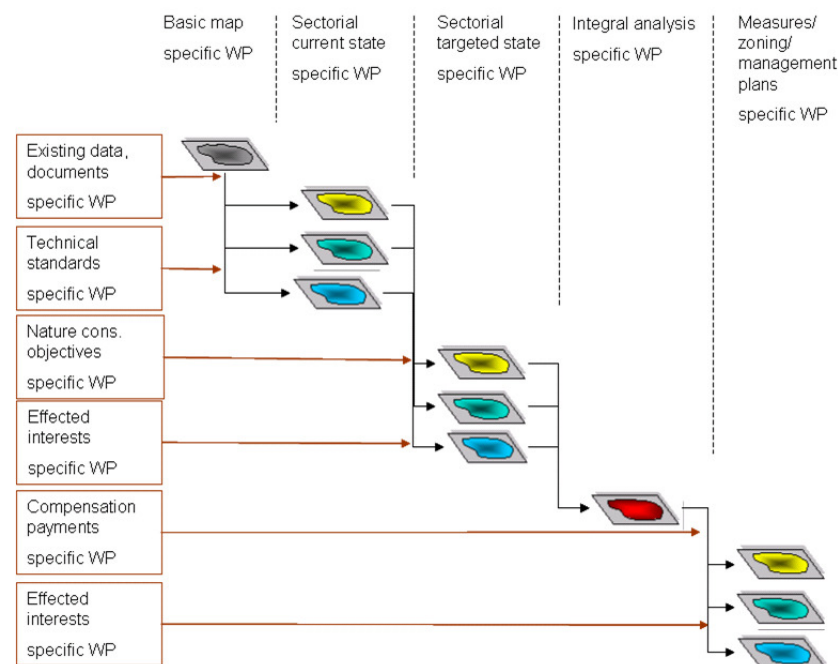 Basic map
specific WP
Sectorial
current state
specific WP
Sectorial
targeted state
specific WP
Integral analysis
specific WP
Measures/
zoning/
management
plans
specific WP
Existing data,
documents
specific WP
Technical
standards
specific WP
Nature cons.
objectives
specific WP
Effected
interests
specific WP
Compensation
payments
specific WP
Effected
interests
specific WP